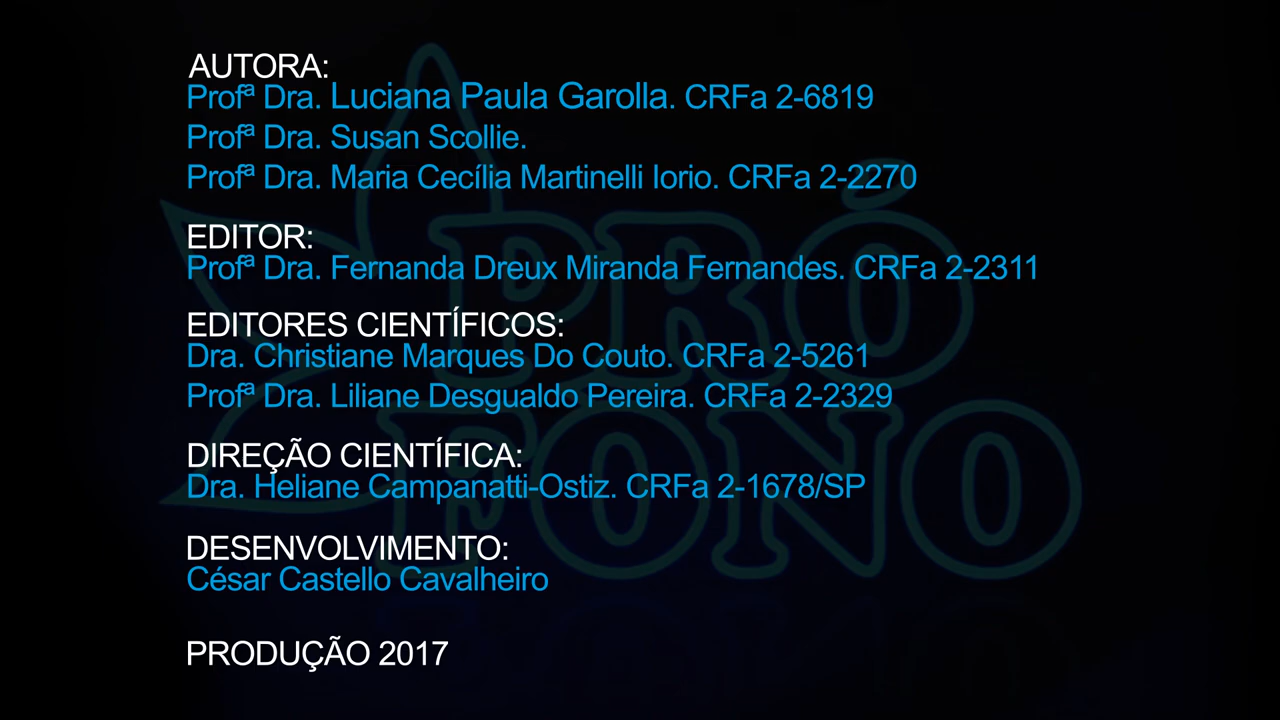 AUTORA:
Profª Dra. Luciana Paula Garolla. CRFa 2-6819
Profª Dra. Susan Scollie.
Profª Dra. Maria Cecília Martinelli Iorio. CRFa 2-2270
EDITOR:
Profª Dra. Fernanda Dreux Miranda Fernandes. CRFa 2-2311
EDITORES CIENTÍFICOS:
Dra. Christiane Marques Do Couto. CRFa 2-5261
Profª Dra. Liliane Desgualdo Pereira. CRFa 2-2329
DIREÇÃO CIENTÍFICA:
Dra. Heliane Campanatti-Ostiz. CRFa 2-1678/SP
DESENVOLVIMENTO:
César Castello Cavalheiro
PRODUÇÃO 2017
PRÓ
FONO